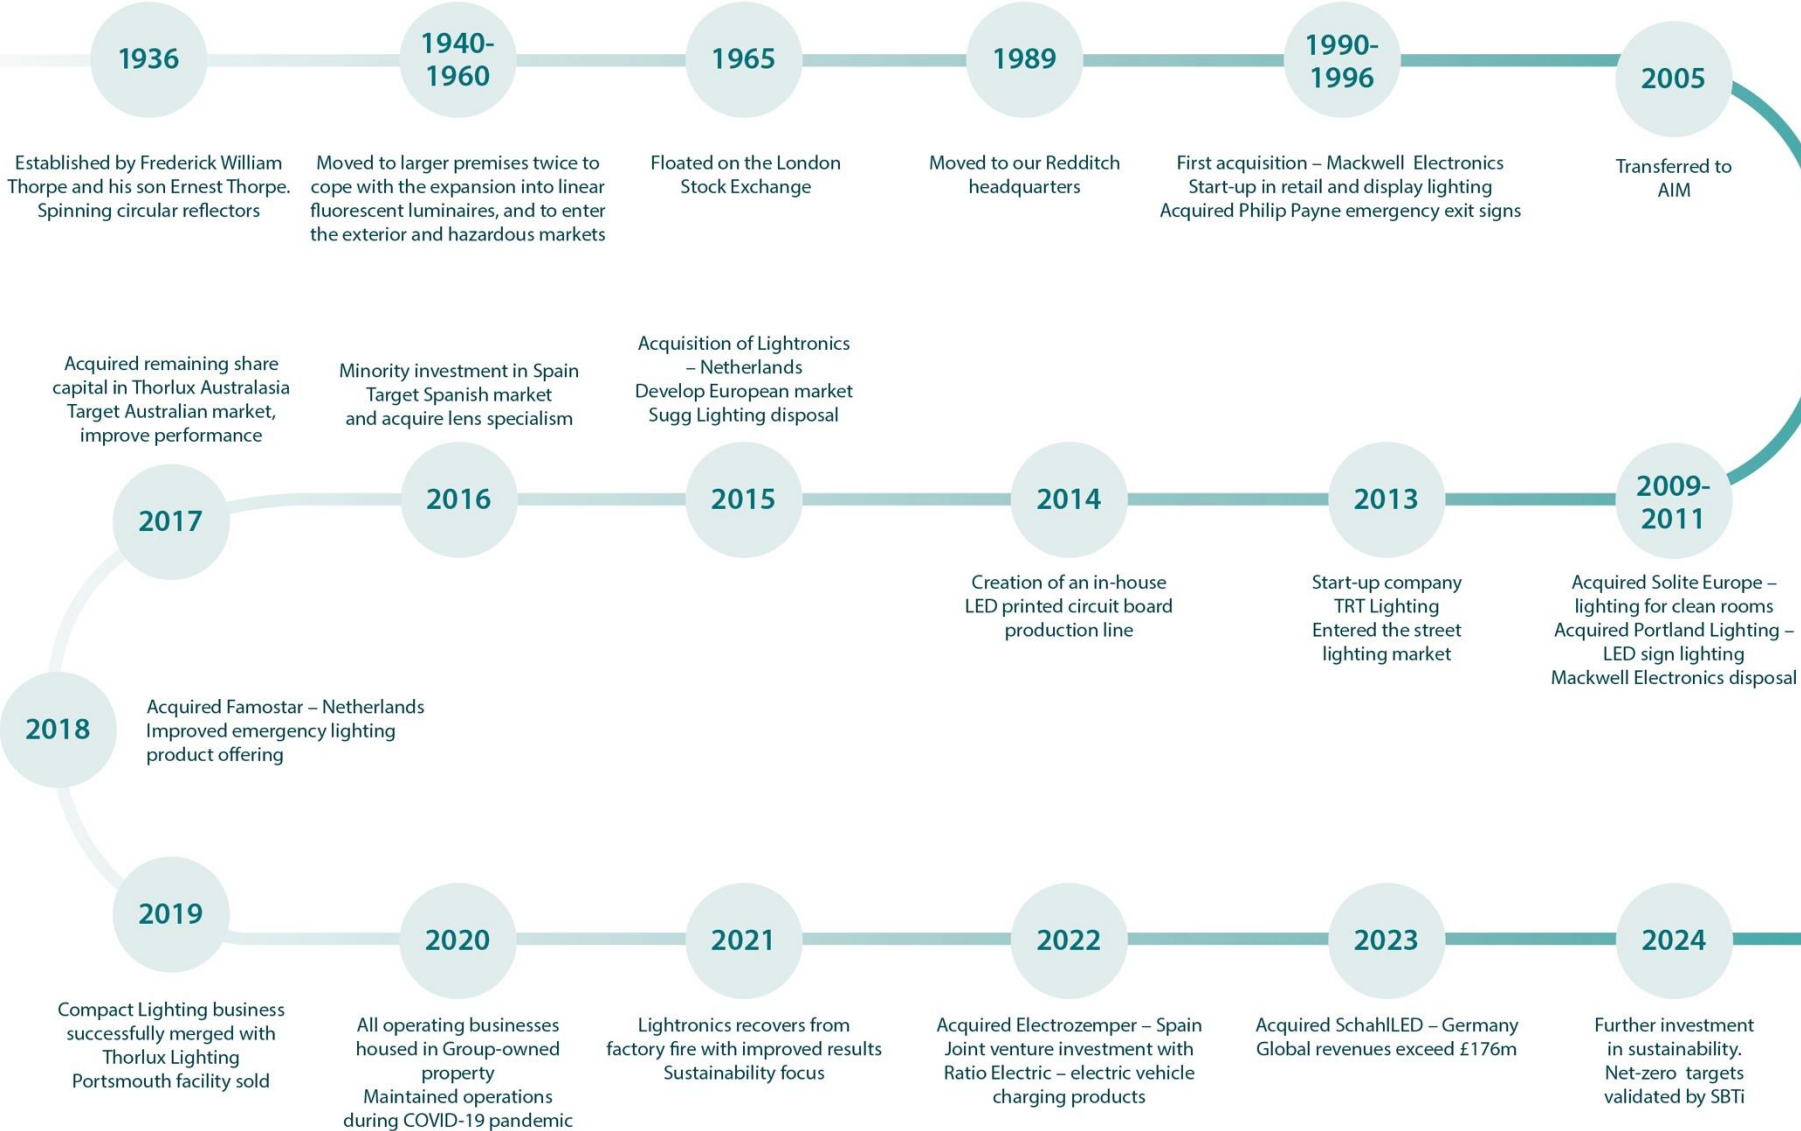 1936
Established by Frederick William
Thorpe and his son Ernest Thorpe.
Spinning circular reflectors
1940-
1960
Moved to larger premises twice to
cope with the expansion into linear
fluorescent luminaires, and to enter
the exterior and hazardous markets
1965
Floated on the London
Stock Exchange
1989
Moved to our Redditch
headquarters
1990-
1996
First acquisition – Mackwell Electronics
Start-up in retail and display lighting
Acquired Philip Payne emergency exit signs
2005
Transferred to
AIM
2009-
2011
Acquired Solite Europe –
lighting for clean rooms
Acquired Portland Lighting –
LED sign lighting
Mackwell Electronics disposal
2013
Start-up company
TRT Lighting
Entered the street
lighting market
2014
Creation of an in-house
LED printed circuit board
production line
Acquisition of Lightronics
– Netherlands
Develop European market
Sugg Lighting disposal
2015
Minority investment in Spain
Target Spanish market
and acquire lens specialism
2016
Acquired remaining share
capital in Thorlux Australasia
Target Australian market,
improve performance
2017
2018
Acquired Famostar – Netherlands
Improved emergency lighting
product offering
2019
Compact Lighting business
successfully merged with
Thorlux Lighting
Portsmouth facility sold
2020
All operating businesses
housed in Group-owned
property
Maintained operations
during COVID-19 pandemic
2021
Lightronics recovers from
factory fire with improved results
Sustainability focus
2022
Acquired Electrozemper – Spain
Joint venture investment with
Ratio Electric – electric vehicle
charging products
2023
Acquired SchahlLED – Germany
Global revenues exceed £176m
2024
Further investment
in sustainability.
Net-zero targets
validated by SBTi